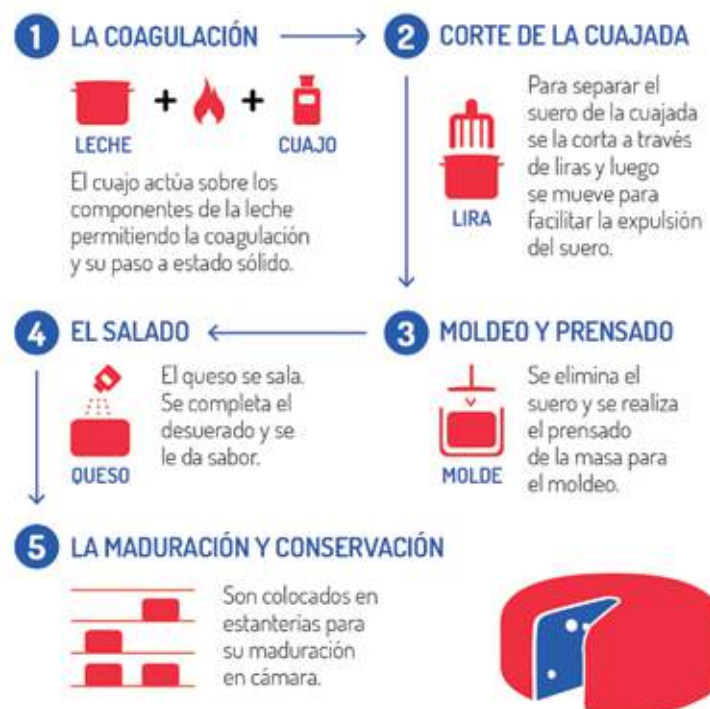 1 LA COAGULACIÓN
LECHE + + CUAJO
El cuajo actúa sobre los
componentes de la leche
permitiendo la coagulación
y su paso a estado sólido.
2 CORTE DE LA CUAJADA
LIRA
Para separar el
suero de la cuajada
se la corta a través
de liras y luego
se mueve para
facilitar la expulsión
del suero.
3 MOLDEO Y PRENSADO
MOLDE
Se elimina el
suero y se realiza
el prensado
de la masa para
el moldeo.
4 EL SALADO
QUESO
El queso se sala.
Se completa el
desuerado y se
le da sabor.
5 LA MADURACIÓN Y CONSERVACIÓN
Son colocados en
estanterías para
su maduración
en cámara.